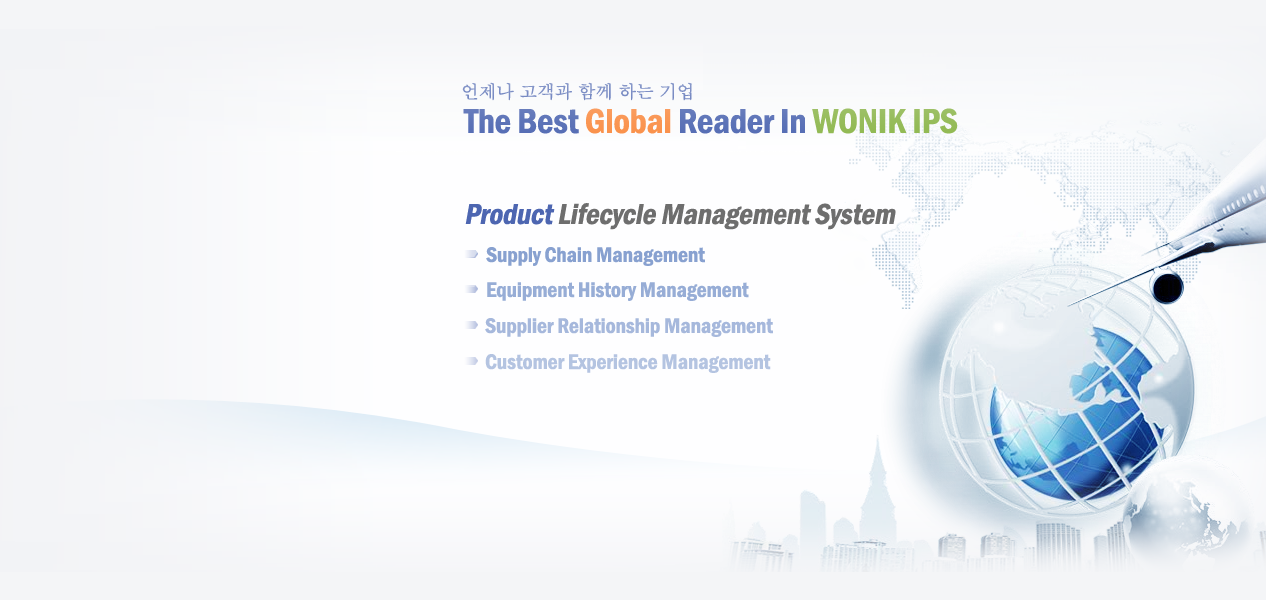 언제나 고객과 함께 하는 기업
The Best Global Reader In WONIK IPS
Product Lifecycle Management System
Supply Chain Management
Equipment History Management
Supplier Relationship Management
Customer Experience Management